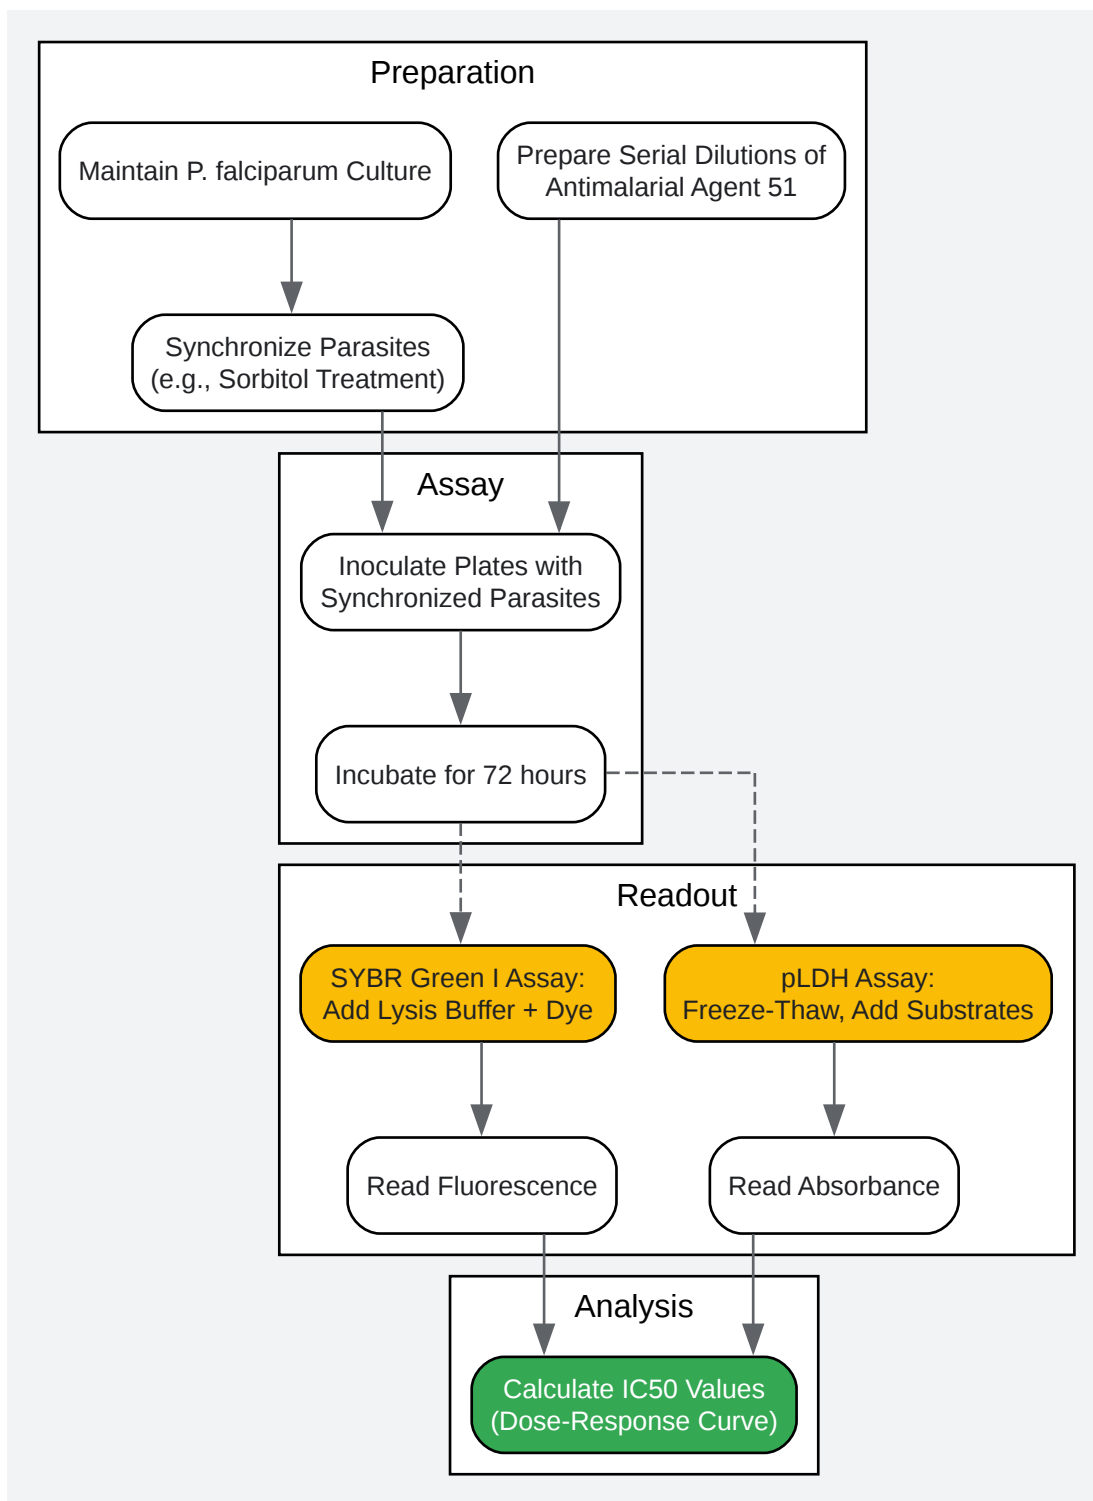 Preparation
Maintain P. falciparum Culture
Prepare Serial Dilutions of
Antimalarial Agent 51
Synchronize Parasites
(e.g., Sorbitol Treatment)
Assay
Inoculate Plates with
Synchronized Parasites
Incubate for 72 hours
Readout
SYBR Green I Assay:
Add Lysis Buffer + Dye
pLDH Assay:
Freeze-Thaw, Add Substrates
Read Fluorescence
Read Absorbance
Analysis
Calculate IC50 Values
(Dose-Response Curve)